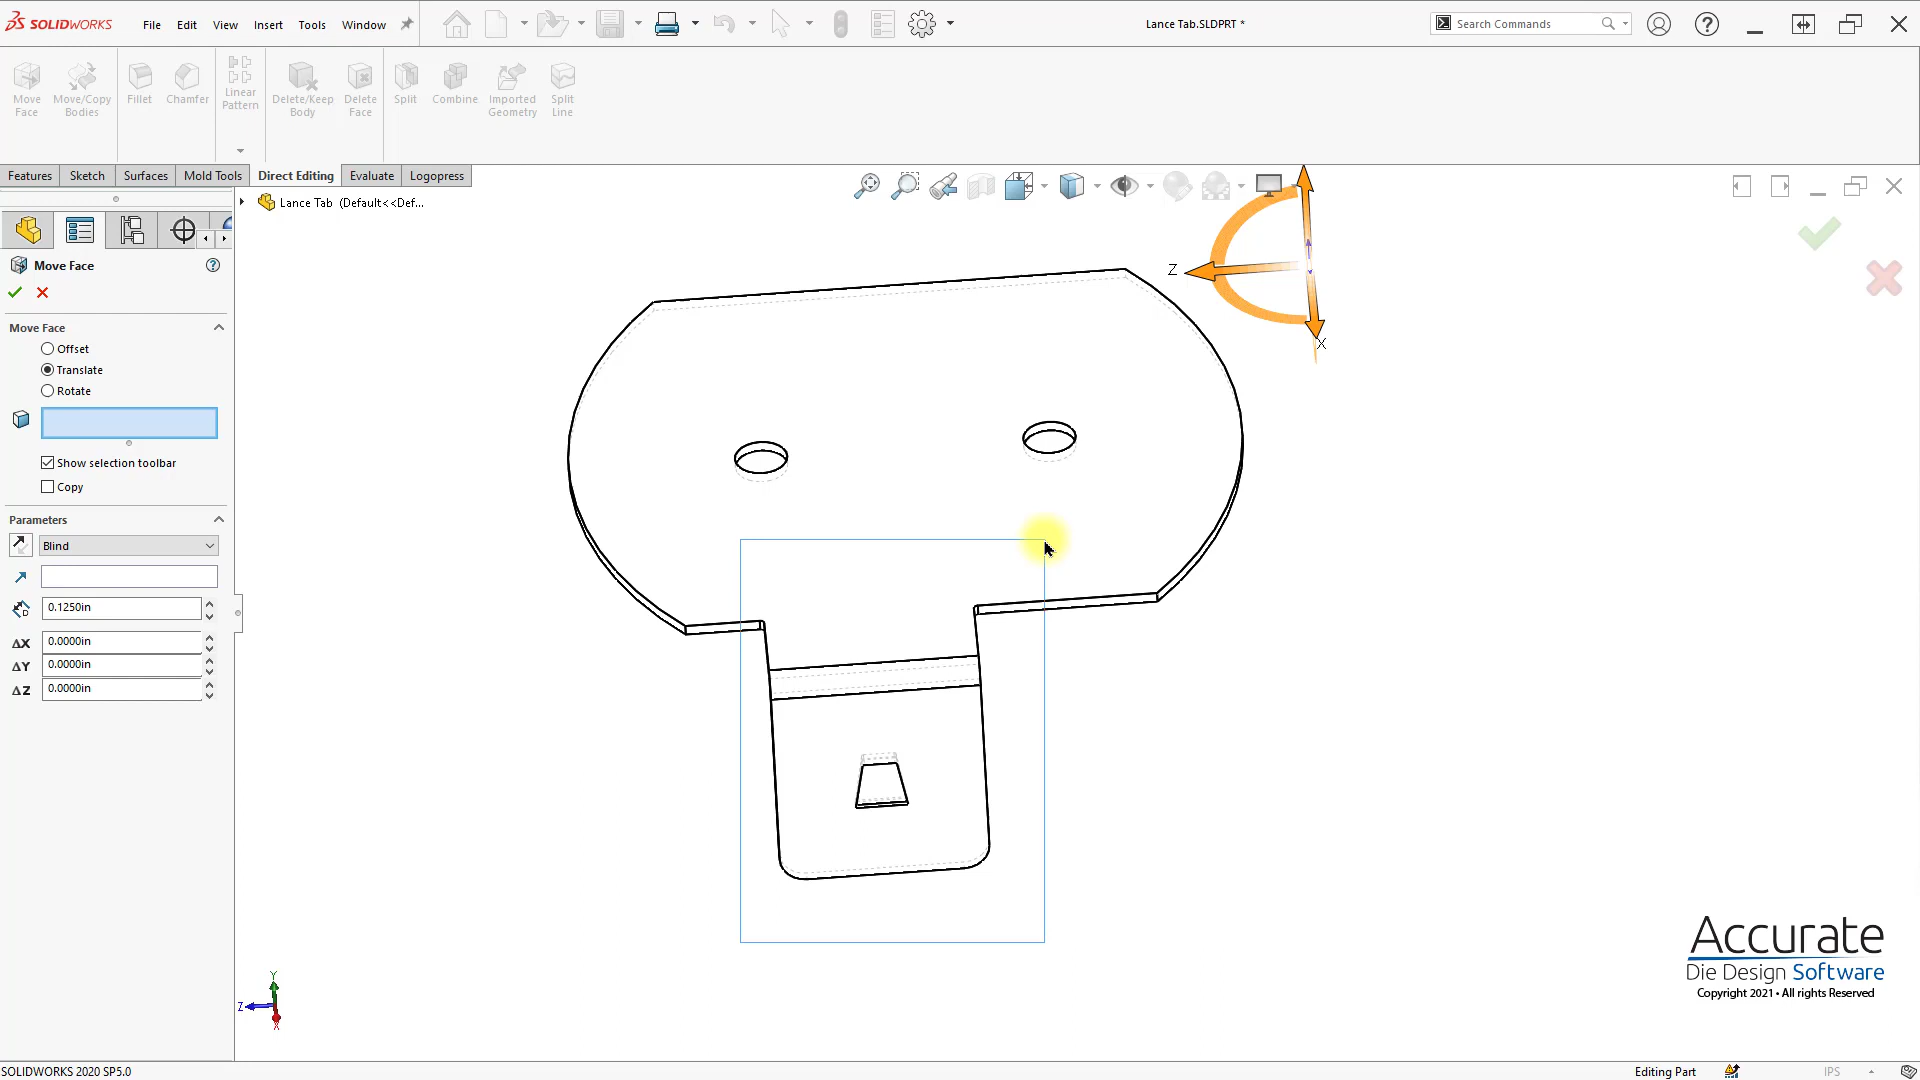 SOLIDWORKS File Edit View Insert Tools Window Lance Tab.SLDPRT * Search Commands
Move Face
Move/Copy Bodies
Fillet
Chamfer
Linear Pattern
Delete/Keep Body
Delete Face
Split
Combine
Imported Geometry
Split Line
Features Sketch Surfaces Mold Tools Direct Editing Evaluate Logopress
Lance Tab (Default<<Def...
Move Face
Move Face
Offset
Translate
Rotate
Show selection toolbar
Copy
Parameters
Blind
0.1250in
ΔX 0.0000in
ΔY 0.0000in
ΔZ 0.0000in
Z
X
Y
Z
X
Accurate
Die Design Software
Copyright 2021 • All rights Reserved
SOLIDWORKS 2020 SP5.0 Editing Part IPS